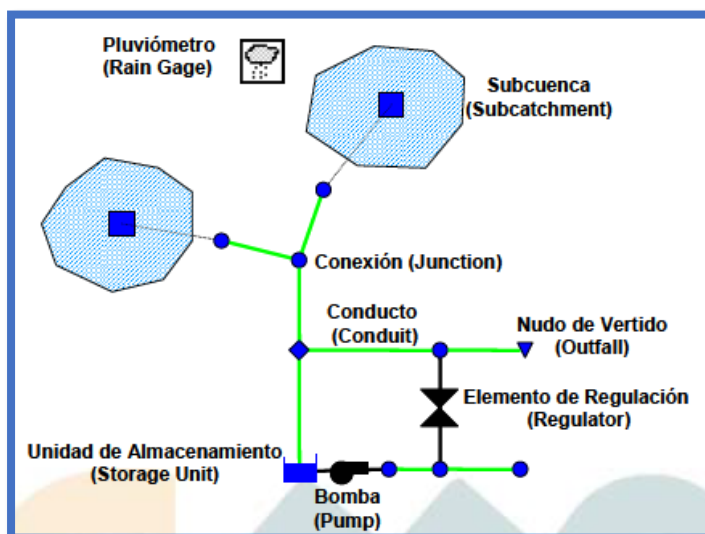 Pluviómetro
(Rain Gage)
Subcuenca
(Subcatchment)
Conexión (Junction)
Conducto
(Conduit)
Nudo de Vertido
(Outfall)
Elemento de Regulación
(Regulator)
Unidad de Almacenamiento
(Storage Unit)
Bomba
(Pump)